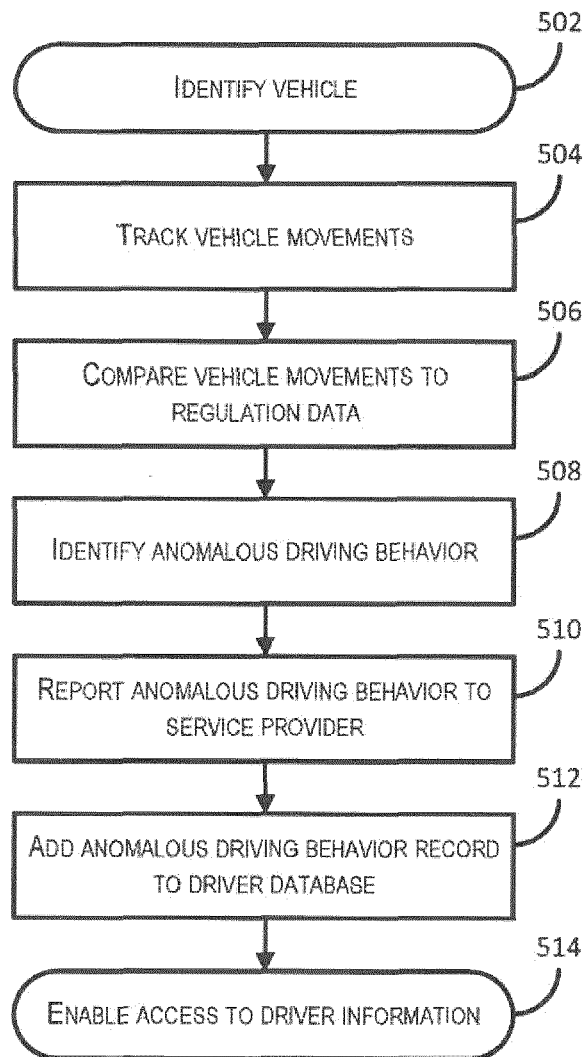 502
IDENTIFY VEHICLE
504
TRACK VEHICLE MOVEMENTS
506
COMPARE VEHICLE MOVEMENTS TO
REGULATION DATA
508
IDENTIFY ANOMALOUS DRIVING BEHAVIOR
510
REPORT ANOMALOUS DRIVING BEHAVIOR TO
SERVICE PROVIDER
512
ADD ANOMALOUS DRIVING BEHAVIOR RECORD
TO DRIVER DATABASE
514
ENABLE ACCESS TO DRIVER INFORMATION